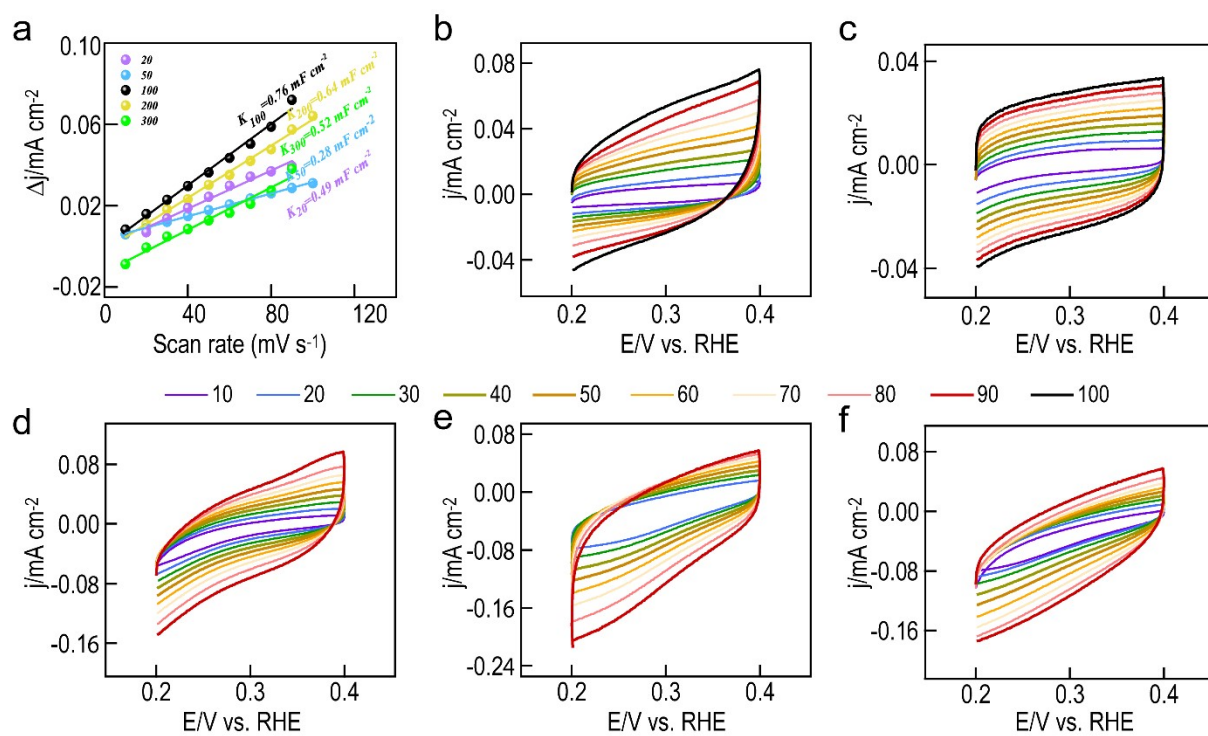 a
0.10
0.06
0.02
-0.02
Δj/mA cm-2
20
50
100
200
300
K100=0.76 mF cm-2
K200=0.64 mF cm-2
K300=0.52 mF cm-2
K50=0.28 mF cm-2
K20=0.49 mF cm-2
0 40 80 120
Scan rate (mV s-1)
b
0.08
0.04
0.00
-0.04
j/mA cm-2
0.2 0.3 0.4
E/V vs. RHE
c
0.04
0.00
-0.04
j/mA cm-2
0.2 0.3 0.4
E/V vs. RHE
10 20 30 40 50 60 70 80 90 100
d
0.08
0.00
-0.08
-0.16
j/mA cm-2
0.2 0.3 0.4
E/V vs. RHE
e
0.08
0.00
-0.08
-0.16
-0.24
j/mA cm-2
0.2 0.3 0.4
E/V vs. RHE
f
0.08
0.00
-0.08
-0.16
j/mA cm-2
0.2 0.3 0.4
E/V vs. RHE